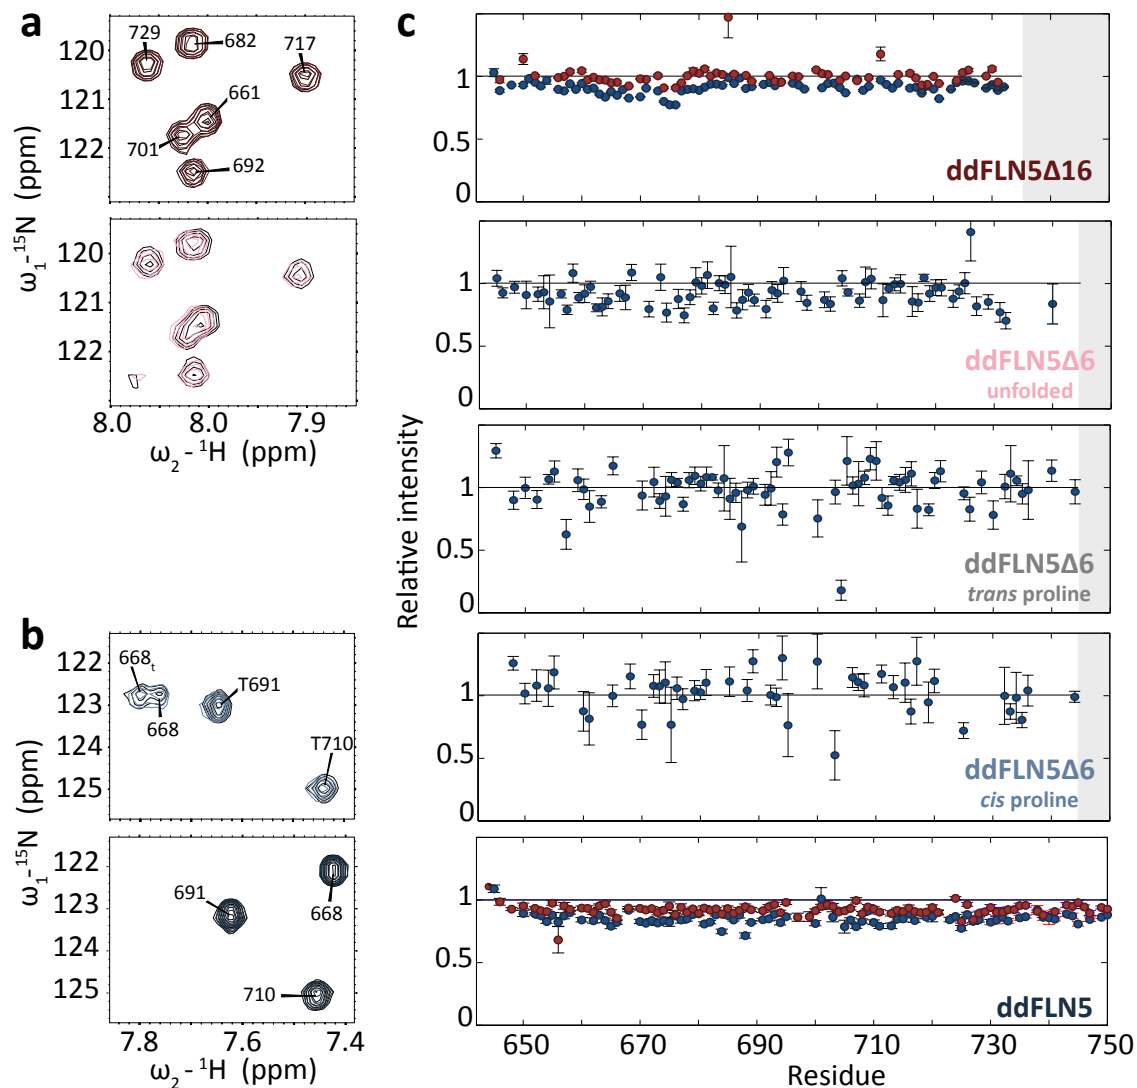 a
729
682
717
661
701
692
120
121
122
120
121
122
ω1-15N (ppm)
8.0 8.0 7.9
ω2 - 1H (ppm)
b
668t
T691
668
T710
122
123
124
125
691
668
710
122
123
124
125
ω1-15N (ppm)
7.8 7.6 7.4
ω2 - 1H (ppm)
c
1
0.5
0
ddFLN5Δ16
1
0.5
0
ddFLN5Δ6
unfolded
1
0.5
0
ddFLN5Δ6
trans proline
1
0.5
0
ddFLN5Δ6
cis proline
1
0.5
0
ddFLN5
Relative intensity
650 670 690 710 730 750
Residue